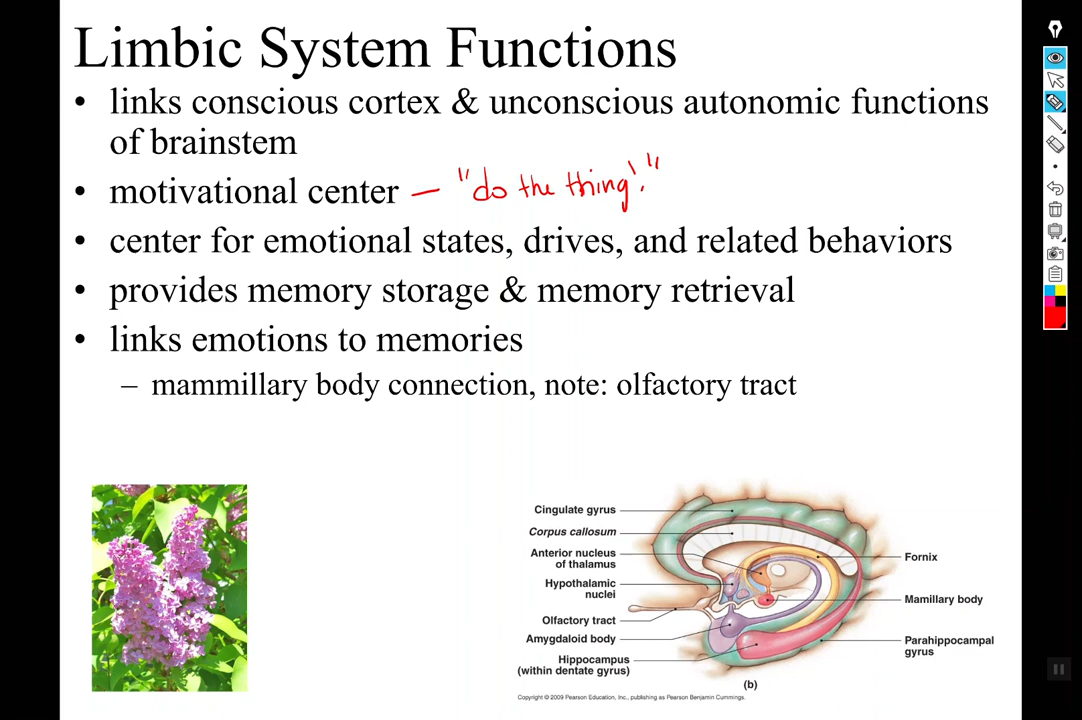 Limbic System Functions
• links conscious cortex & unconscious autonomic functions
of brainstem
• motivational center — "do the thing!"
• center for emotional states, drives, and related behaviors
• provides memory storage & memory retrieval
• links emotions to memories
– mammillary body connection, note: olfactory tract
Cingulate gyrus
Corpus callosum
Anterior nucleus
of thalamus
Hypothalamic
nuclei
Olfactory tract
Amygdaloid body
Hippocampus
(within dentate gyrus)
Fornix
Mamillary body
Parahippocampal
gyrus
(b)
Copyright © 2009 Pearson Education, Inc., publishing as Pearson Benjamin Cummings.